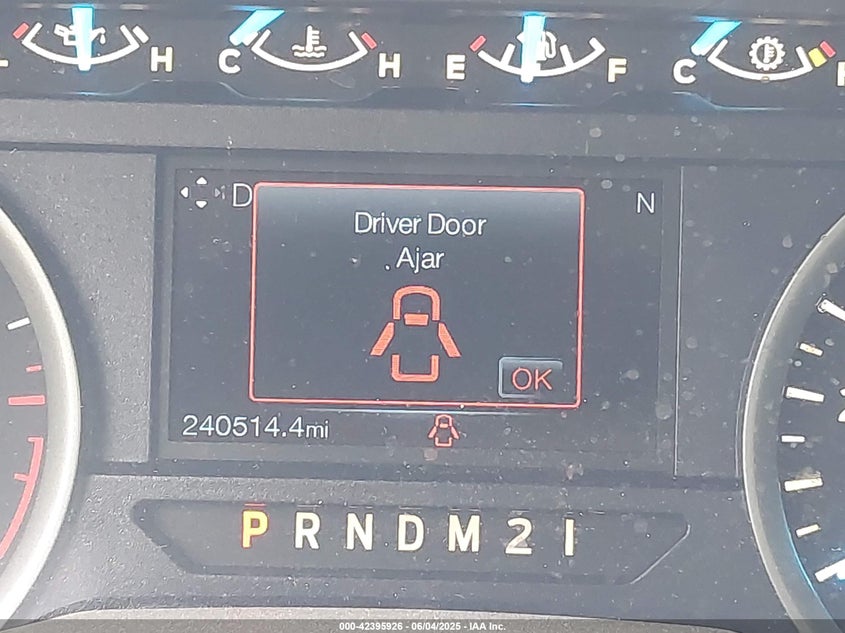 H C H E F C
D N
Driver Door
Ajar
OK
240514.4mi
P R N D M 2 1
000-42395926 - 06/04/2025 - IAA Inc.